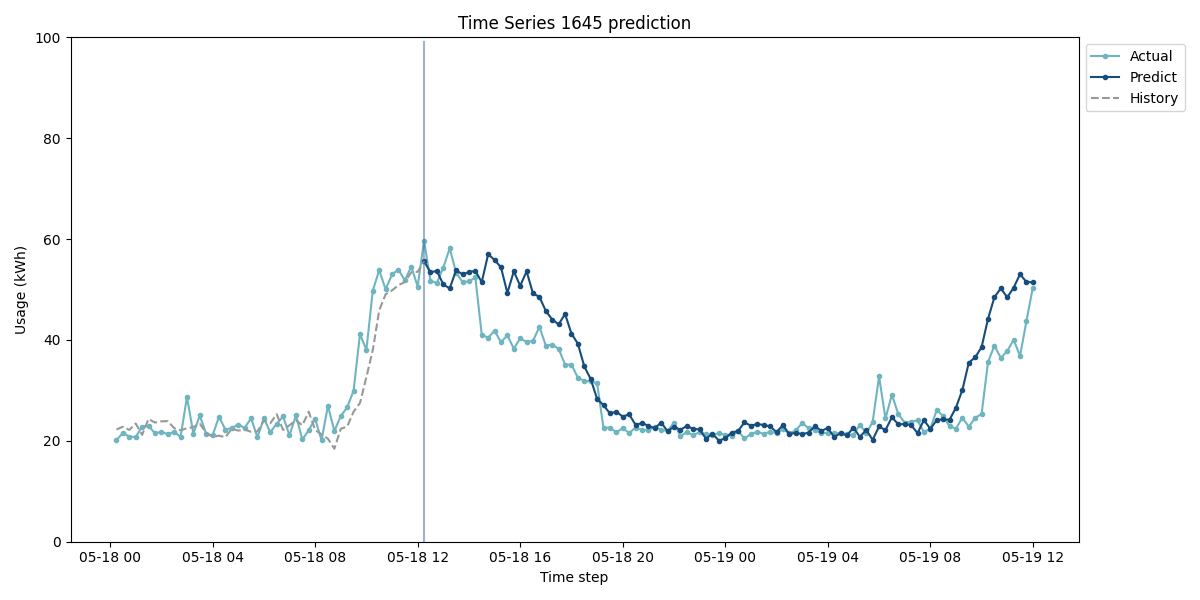 Time Series 1645 prediction
Usage (kWh)
100
80
60
40
20
0
05-18 00
05-18 04
05-18 08
05-18 12
05-18 16
05-18 20
05-19 00
05-19 04
05-19 08
05-19 12
Time step
Actual
Predict
History